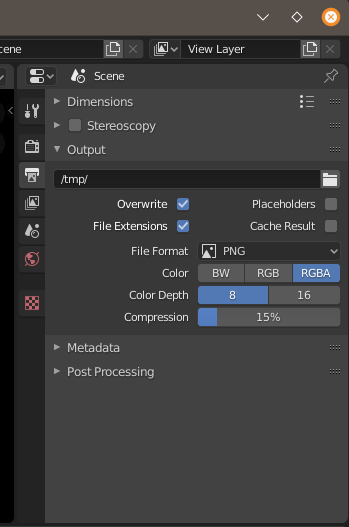 cene
View Layer
Scene
Dimensions
Stereoscopy
Output
/tmp/
Overwrite Placeholders
File Extensions Cache Result
File Format PNG
Color BW RGB RGBA
Color Depth 8 16
Compression 15%
Metadata
Post Processing